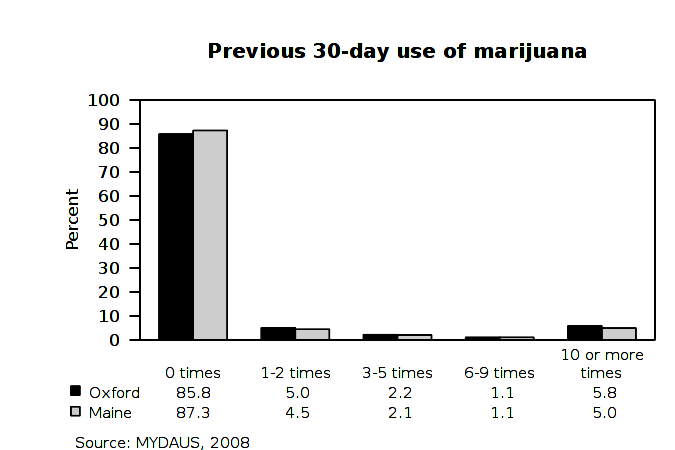 Previous 30-day use of marijuana
Percent
100
90
80
70
60
50
40
30
20
10
0
0 times 1-2 times 3-5 times 6-9 times 10 or more times
Oxford 85.8 5.0 2.2 1.1 5.8
Maine 87.3 4.5 2.1 1.1 5.0
Source: MYDAUS, 2008